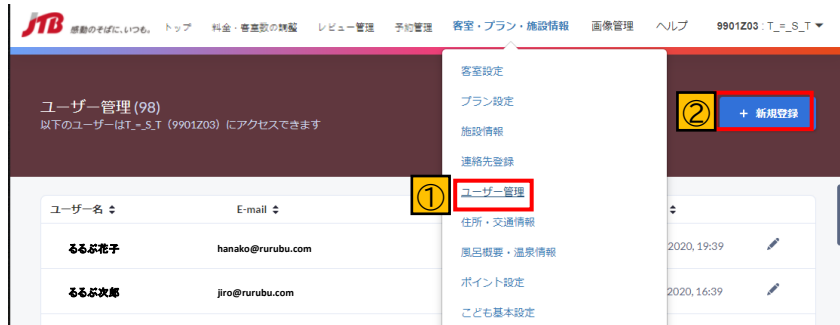 JTB 感動のそばに、いつも。 トップ 料金・客室数の調整 レビュー管理 予約管理 客室・プラン・施設情報 画像管理 ヘルプ 9901Z03 : T_=_S_T
客室設定
プラン設定
施設情報
連絡先登録
① ユーザー管理
住所・交通情報
風呂概要・温泉情報
ポイント設定
こども基本設定
ユーザー管理 (98)
以下のユーザーはT_=_S_T（9901Z03）にアクセスできます
② + 新規登録
ユーザー名 E-mail
るるぶ花子 hanako@rurubu.com 2020, 19:39
るるぶ次郎 jiro@rurubu.com 2020, 16:39